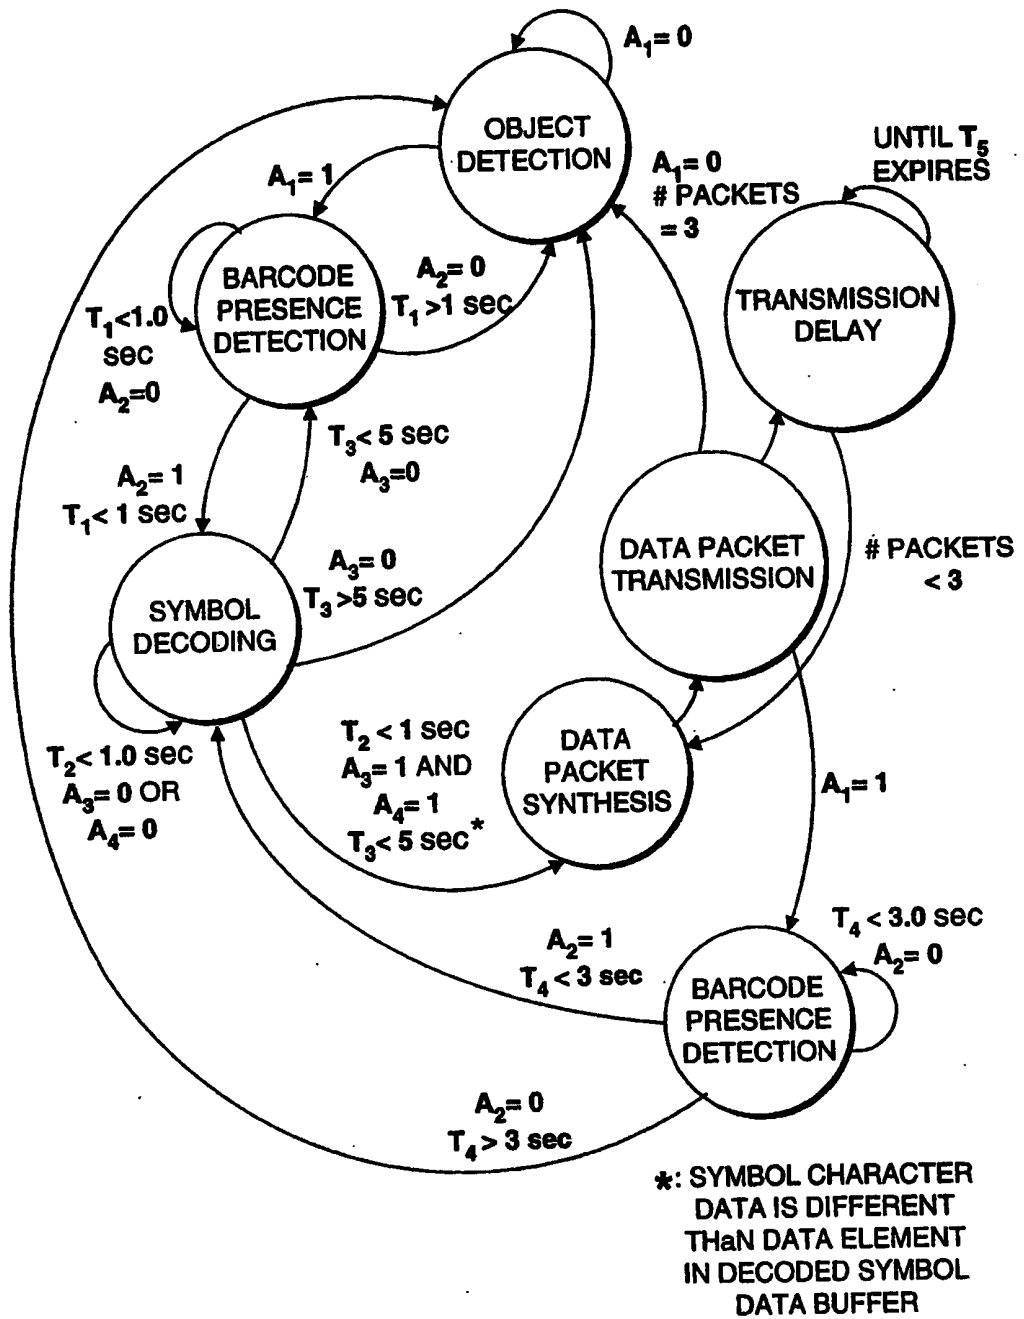 A1= 0
OBJECT
DETECTION
UNTIL T5
EXPIRES
A1= 0
# PACKETS
= 3
A1= 1
BARCODE
PRESENCE
DETECTION
A2= 0
T1 >1 sec
TRANSMISSION
DELAY
T1<1.0
sec
A2=0
T3< 5 sec
A3=0
A2= 1
T1< 1 sec
DATA PACKET
TRANSMISSION
# PACKETS
< 3
A3= 0
T3 >5 sec
SYMBOL
DECODING
T2< 1.0 sec
A3= 0 OR
A4= 0
T2 < 1 sec
A3= 1 AND
A4= 1
T3< 5 sec*
DATA
PACKET
SYNTHESIS
A1= 1
T4 < 3.0 sec
A2= 0
A2= 1
T4 < 3 sec
BARCODE
PRESENCE
DETECTION
A2= 0
T4 > 3 sec
*: SYMBOL CHARACTER
DATA IS DIFFERENT
THaN DATA ELEMENT
IN DECODED SYMBOL
DATA BUFFER